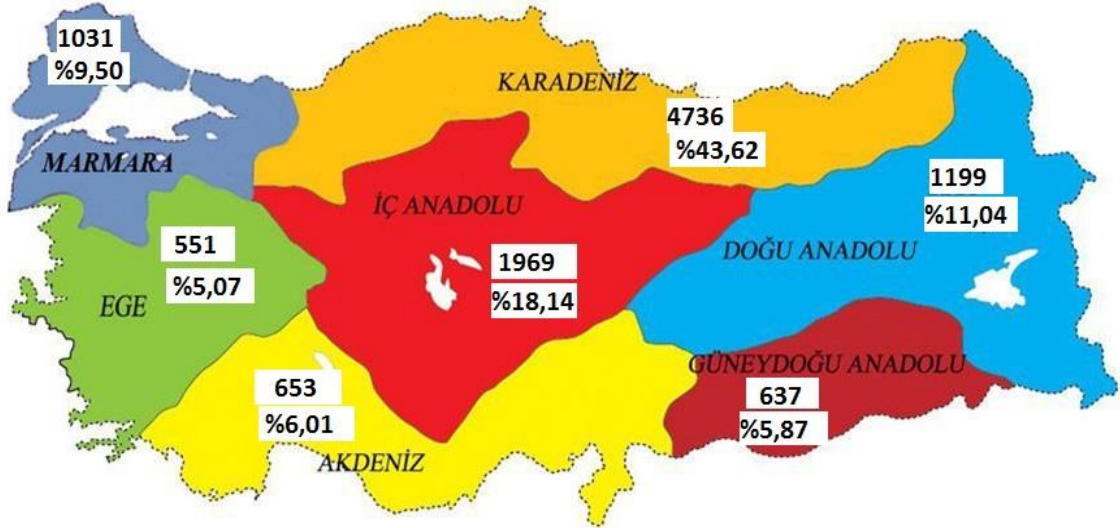 1031
%9,50
MARMARA
KARADENİZ
4736
%43,62
İÇ ANADOLU
1969
%18,14
1199
%11,04
DOĞU ANADOLU
551
%5,07
EGE
653
%6,01
AKDENİZ
GÜNEYDOĞU ANADOLU
637
%5,87